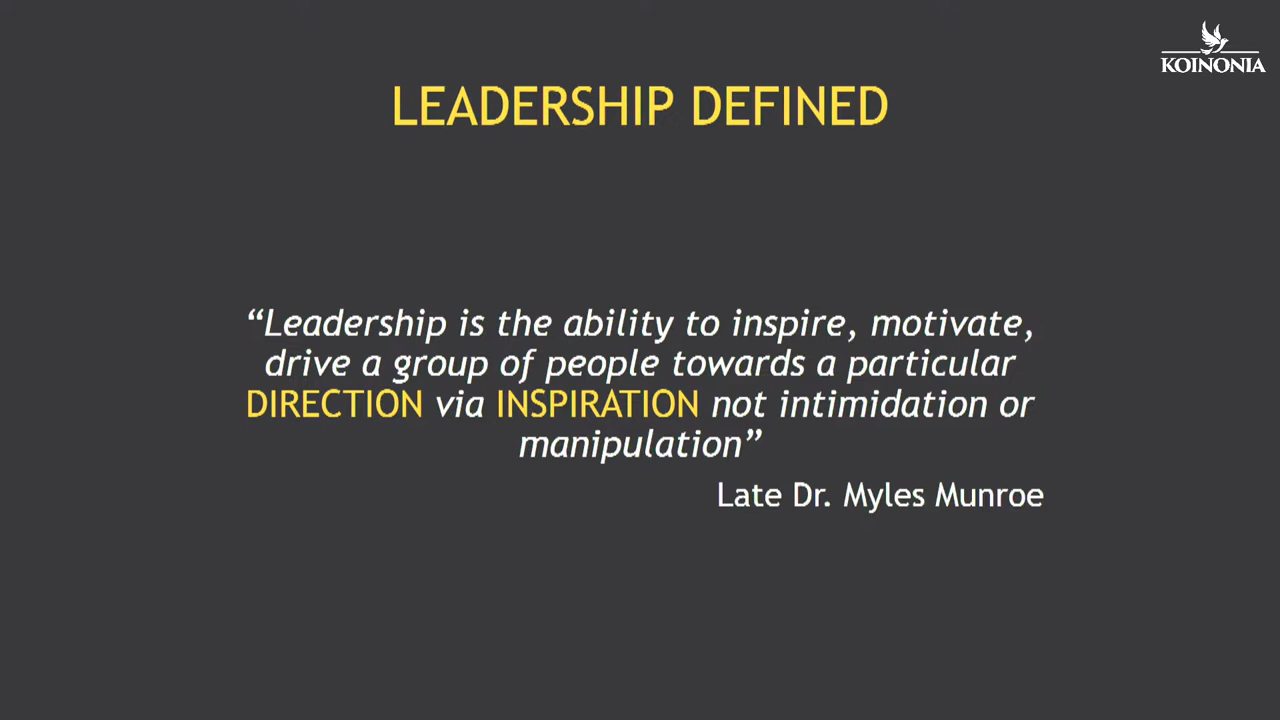 KOINONIA
LEADERSHIP DEFINED
“Leadership is the ability to inspire, motivate,
drive a group of people towards a particular
DIRECTION via INSPIRATION not intimidation or
manipulation”
Late Dr. Myles Munroe